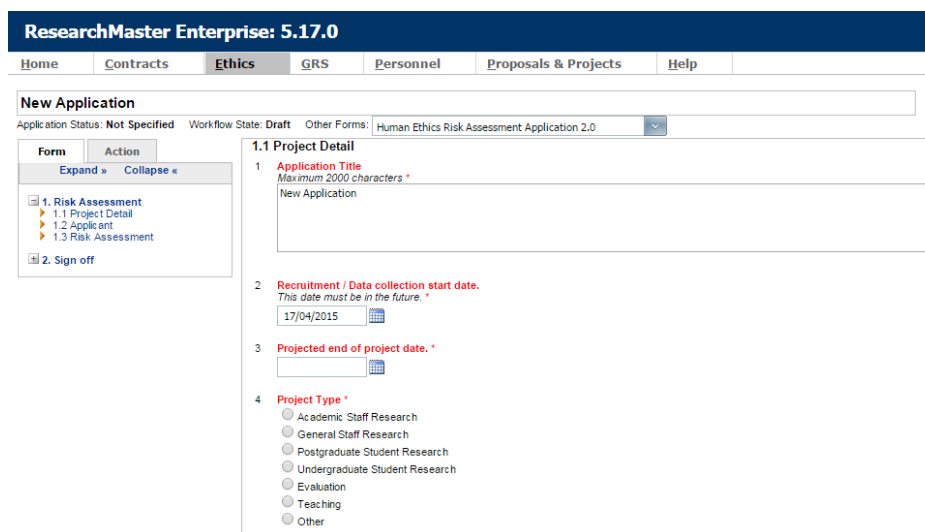 ResearchMaster Enterprise: 5.17.0
Home Contracts Ethics GRS Personnel Proposals & Projects Help
New Application
Application Status: Not Specified Workflow State: Draft Other Forms: Human Ethics Risk Assessment Application 2.0
Form Action
Expand » Collapse «
1. Risk Assessment
1.1 Project Detail
1.2 Applicant
1.3 Risk Assessment
2. Sign off
1.1 Project Detail
1 Application Title
Maximum 2000 characters *
New Application
2 Recruitment / Data collection start date.
This date must be in the future. *
17/04/2015
3 Projected end of project date. *
4 Project Type *
Academic Staff Research
General Staff Research
Postgraduate Student Research
Undergraduate Student Research
Evaluation
Teaching
Other